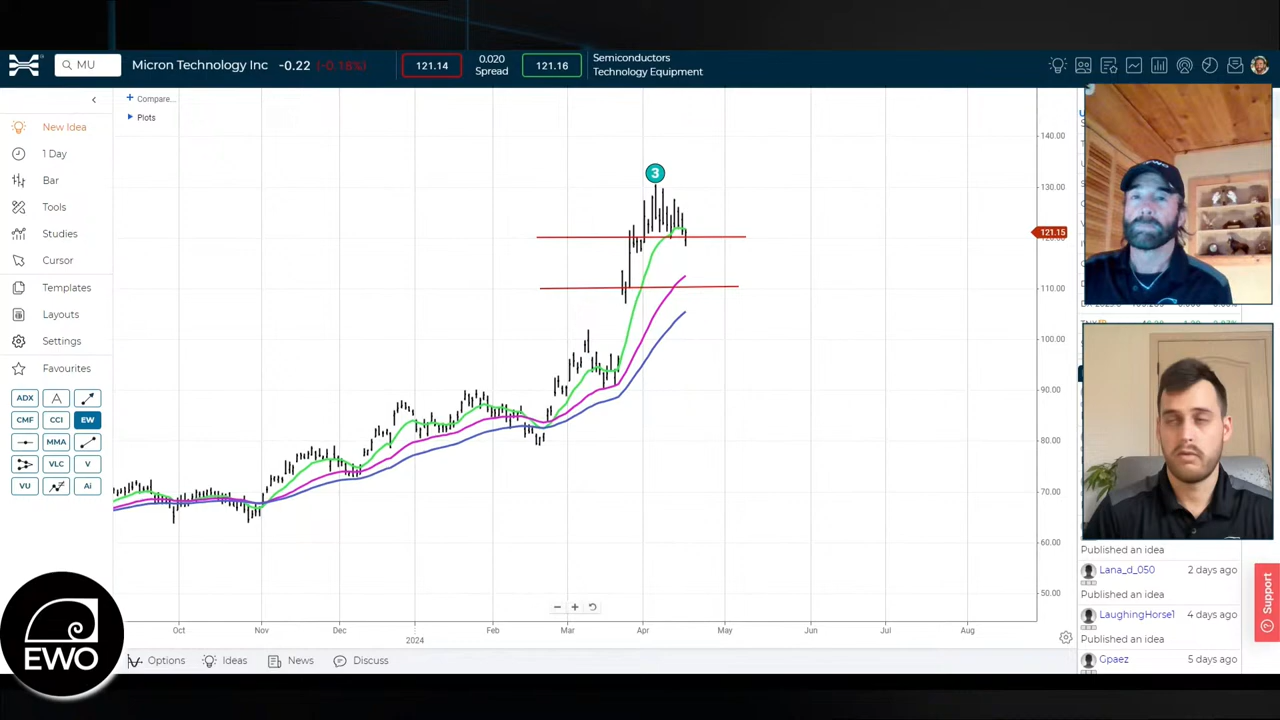 MU
Micron Technology Inc -0.22 (-0.18%)
121.14
0.020
Spread
121.16
Semiconductors
Technology Equipment
Compare...
Plots
New Idea
1 Day
Bar
Tools
Studies
Cursor
Templates
Layouts
Settings
Favourites
ADX
CMF CCI EW
MMA
VLC V
VU Ai
3
140.00
130.00
121.15
110.00
100.00
90.00
80.00
70.00
60.00
50.00
Oct Nov Dec 2024 Feb Mar Apr May Jun Jul Aug
Published an idea
Lana_d_050 2 days ago
Published an idea
LaughingHorse1 4 days ago
Published an idea
Gpaez 5 days ago
Support
Options Ideas News Discuss
EWO